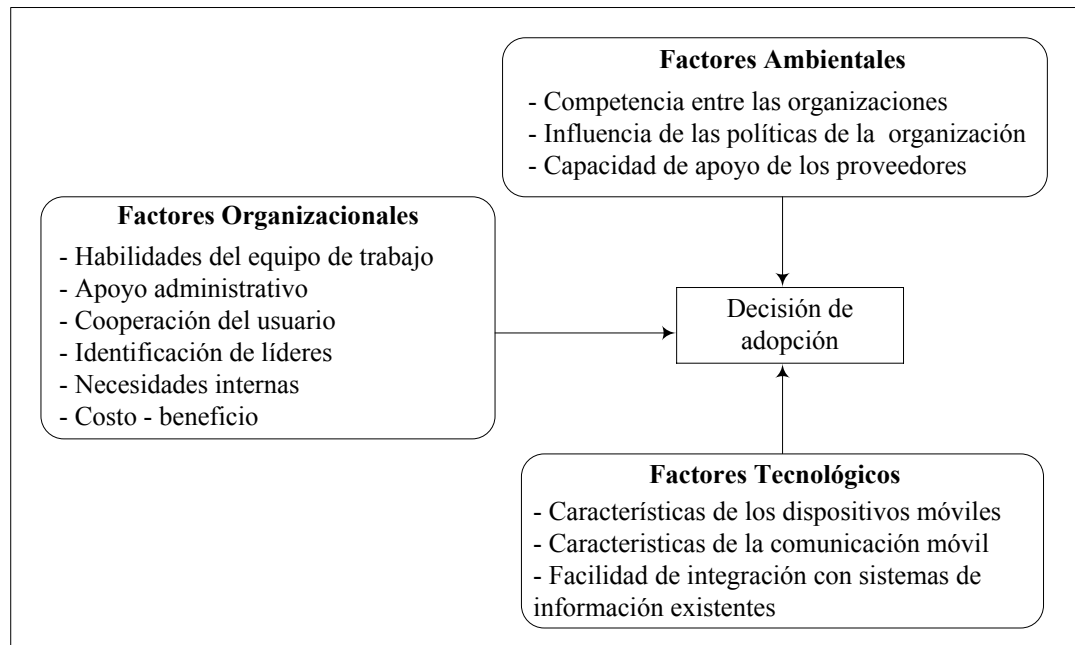 Factores Ambientales
- Competencia entre las organizaciones
- Influencia de las políticas de la organización
- Capacidad de apoyo de los proveedores
Factores Organizacionales
- Habilidades del equipo de trabajo
- Apoyo administrativo
- Cooperación del usuario
- Identificación de líderes
- Necesidades internas
- Costo - beneficio
Decisión de
adopción
Factores Tecnológicos
- Características de los dispositivos móviles
- Caracteristicas de la comunicación móvil
- Facilidad de integración con sistemas de
información existentes